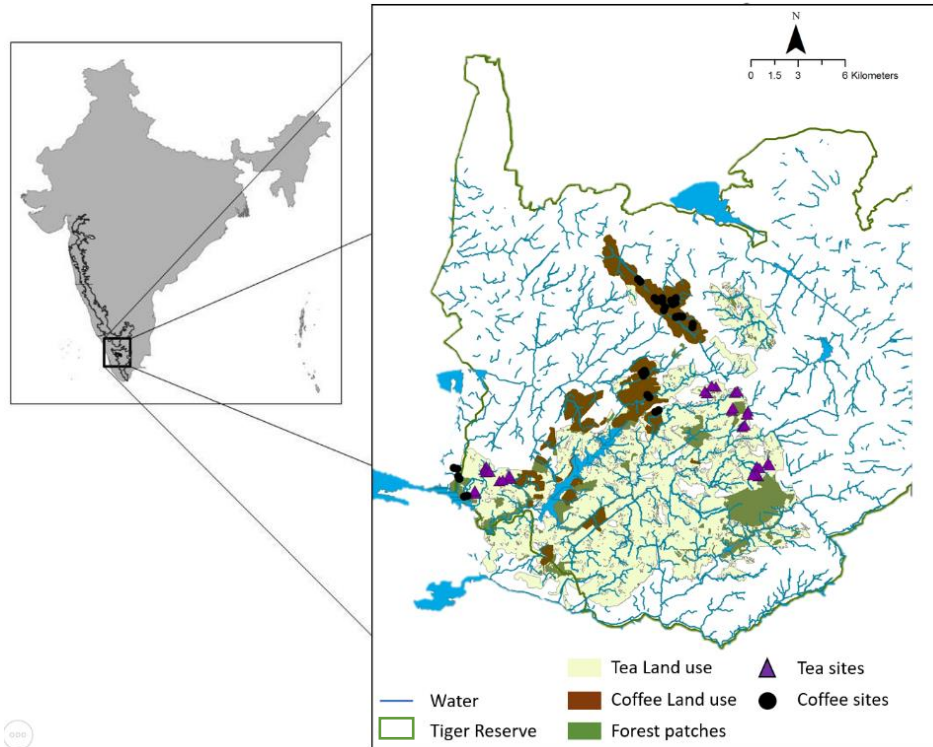 N
0 1.5 3 6 Kilometers
Tea Land use
Tea sites
Water
Coffee Land use
Coffee sites
Tiger Reserve
Forest patches